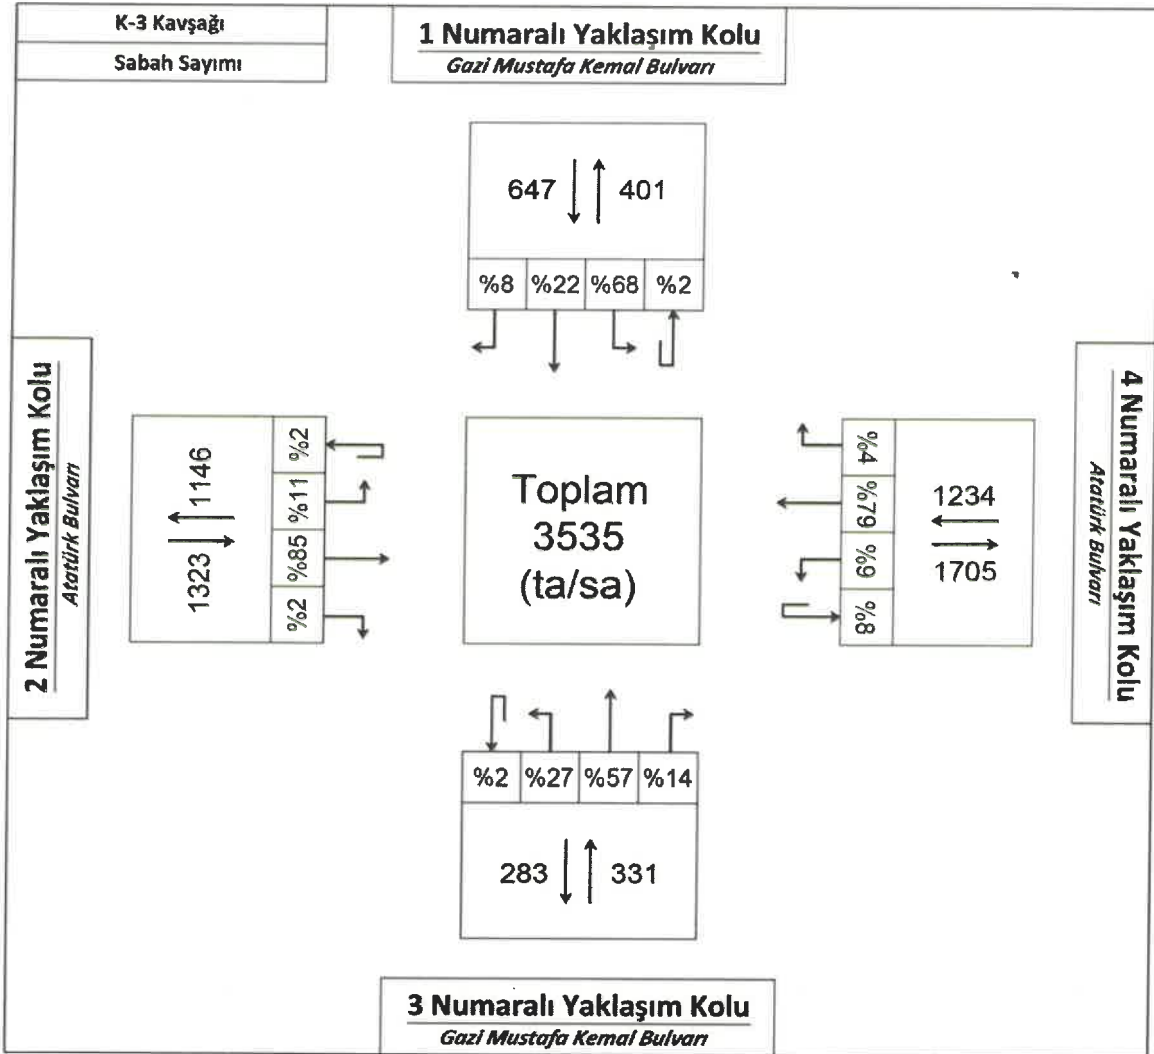 K-3 Kavşağı
Sabah Sayımı
1 Numaralı Yaklaşım Kolu
Gazi Mustafa Kemal Bulvarı
647 401
%8 %22 %68 %2
2 Numaralı Yaklaşım Kolu
Atatürk Bulvarı
1146
1323
%2
%11
%85
%2
Toplam
3535
(ta/sa)
%4
%79
%9
%8
1234
1705
4 Numaralı Yaklaşım Kolu
Atatürk Bulvarı
%2 %27 %57 %14
283 331
3 Numaralı Yaklaşım Kolu
Gazi Mustafa Kemal Bulvarı